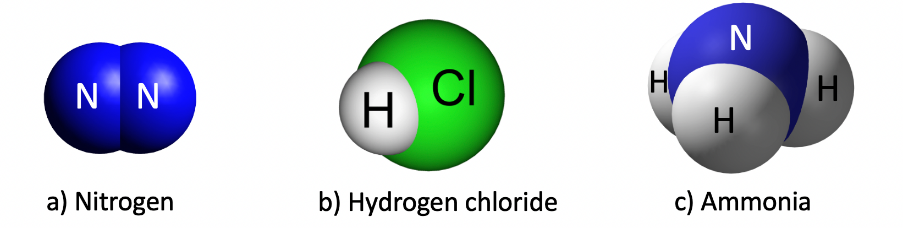 N N
H Cl
H N H H
a) Nitrogen
b) Hydrogen chloride
c) Ammonia